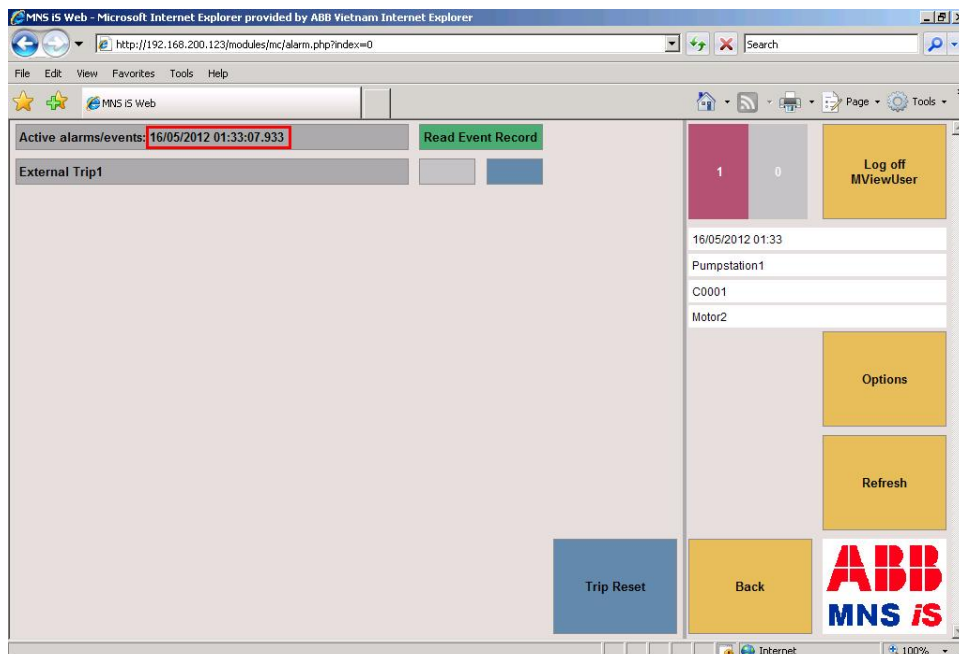 MNS iS Web - Microsoft Internet Explorer provided by ABB Vietnam Internet Explorer
http://192.168.200.123/modules/mc/alarm.php?index=0
Search
File Edit View Favorites Tools Help
MNS iS Web
Page Tools
Active alarms/events: 16/05/2012 01:33:07.933
Read Event Record
External Trip1
1 0
Log off
MViewUser
16/05/2012 01:33
Pumpstation1
C0001
Motor2
Options
Refresh
Trip Reset
Back
ABB
MNS iS
Internet
100%